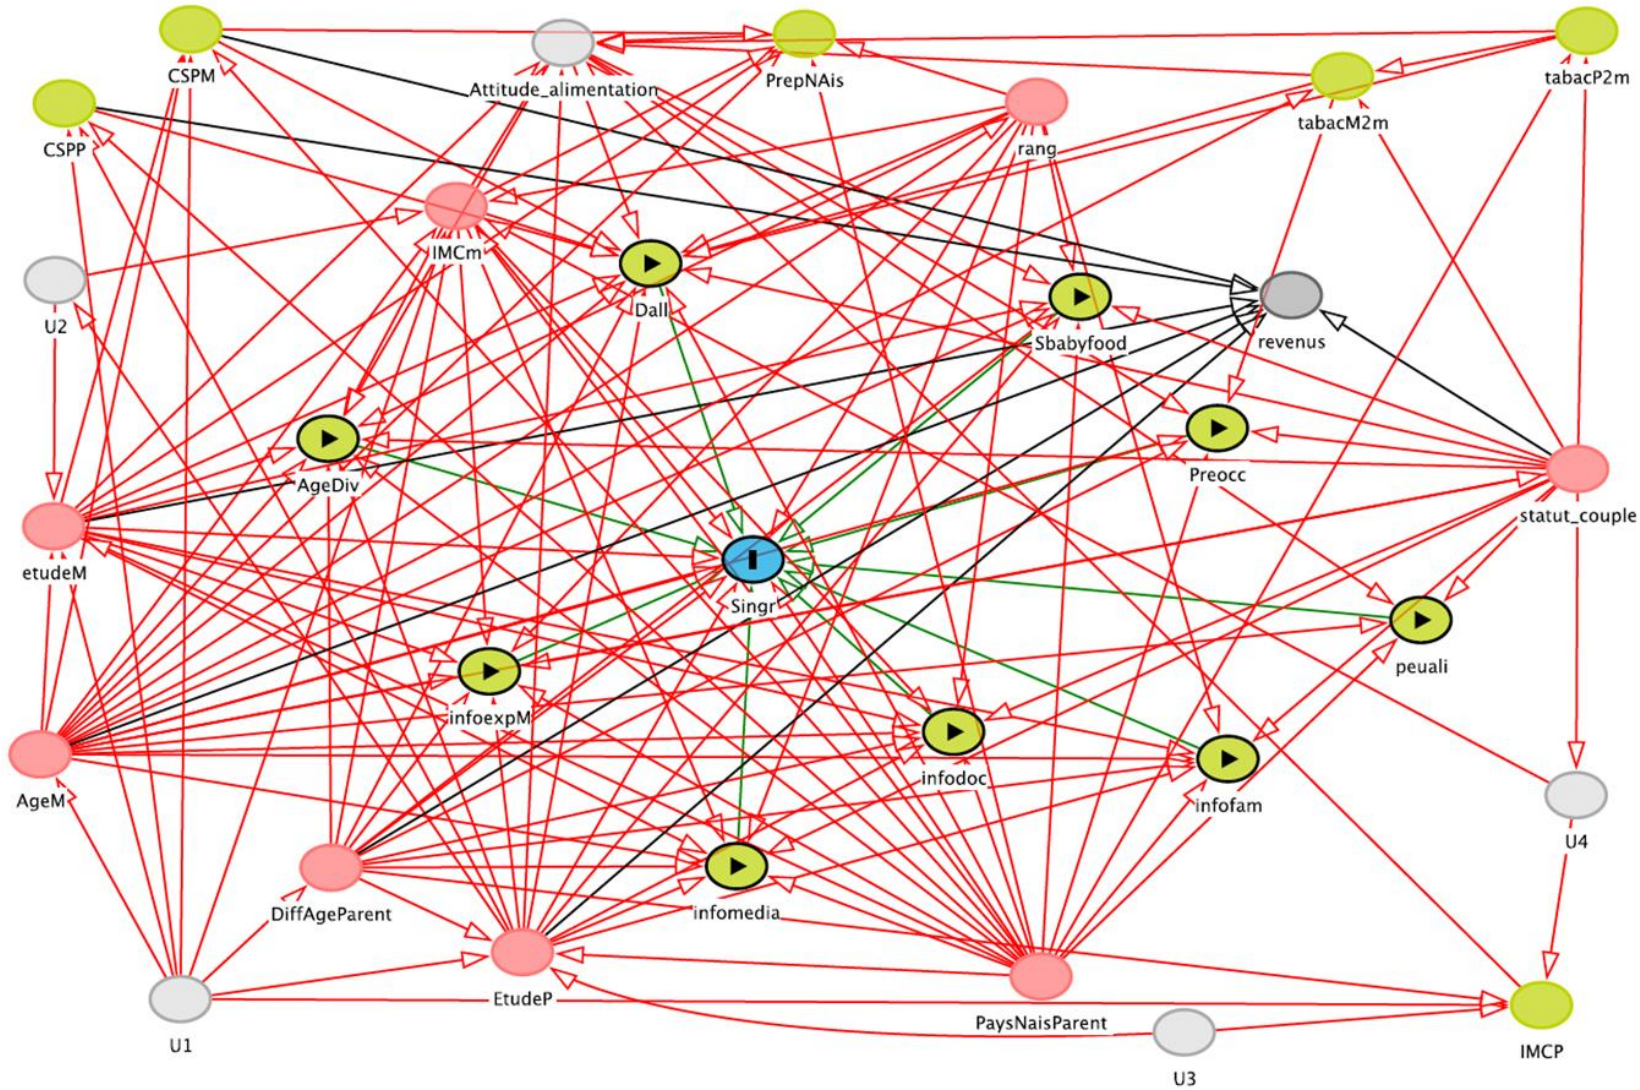 CSPM
Attitude_alimentation
PrepNAis
tabacP2m
tabacM2m
CSPP
rang
IMCm
U2
Dall
Sbabyfood
revenus
AgeDiv
Preocc
statut_couple
etudeM
Singr
peuali
infoexpM
AgeM
infodoc
infofam
U4
DiffAgeParent
infomedia
EtudeP
PaysNaisParent
U1
U3
IMCP